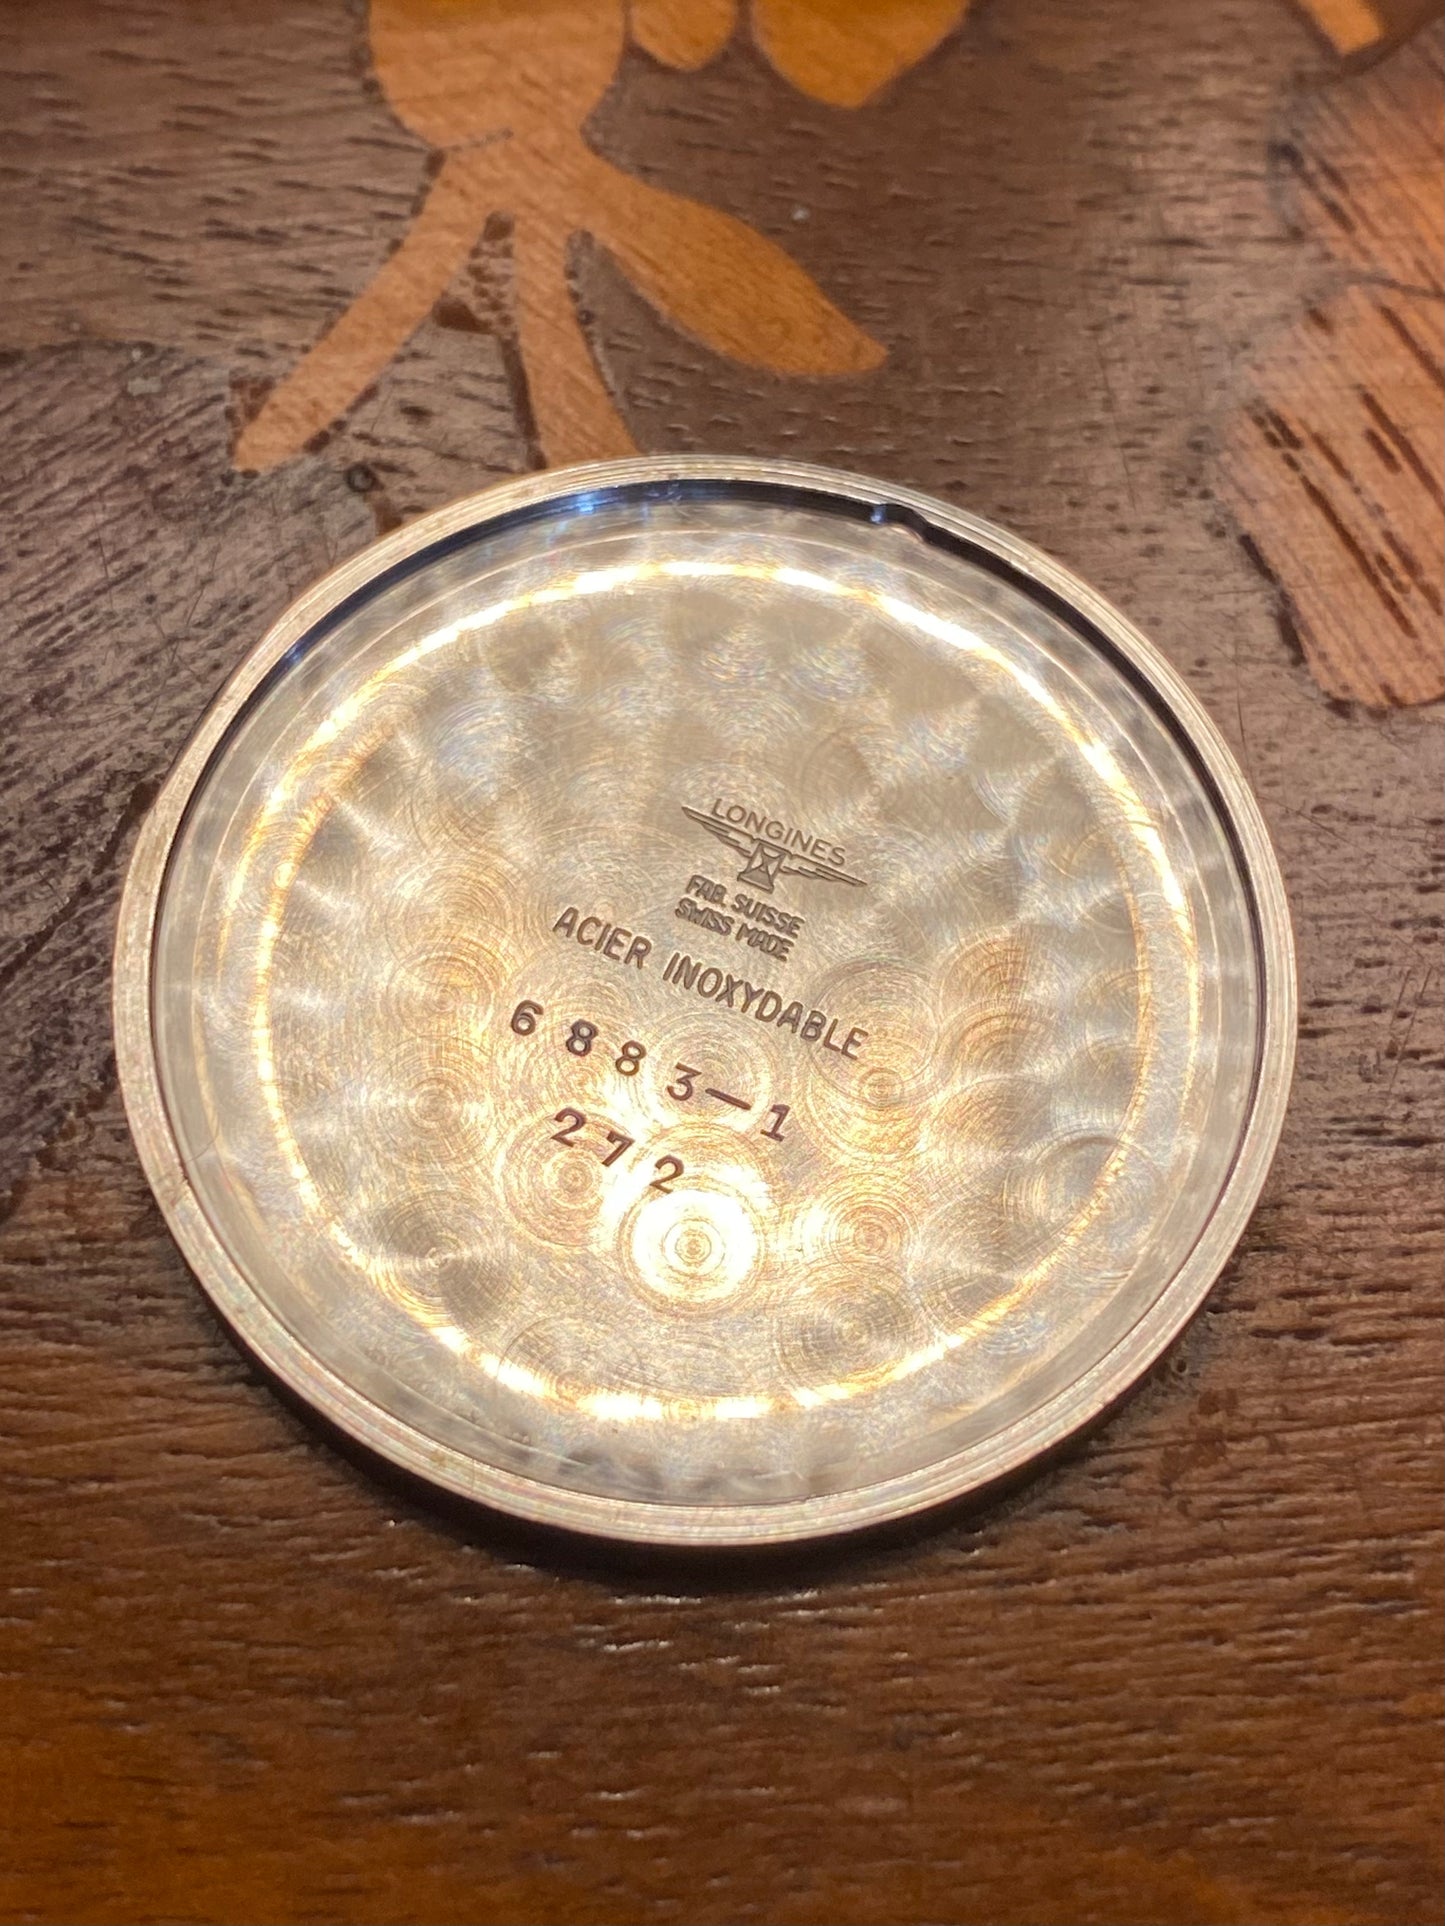 LONGINES
FAB. SUISSE
SWISS MADE
ACIER INOXYDABLE
6883-1
272